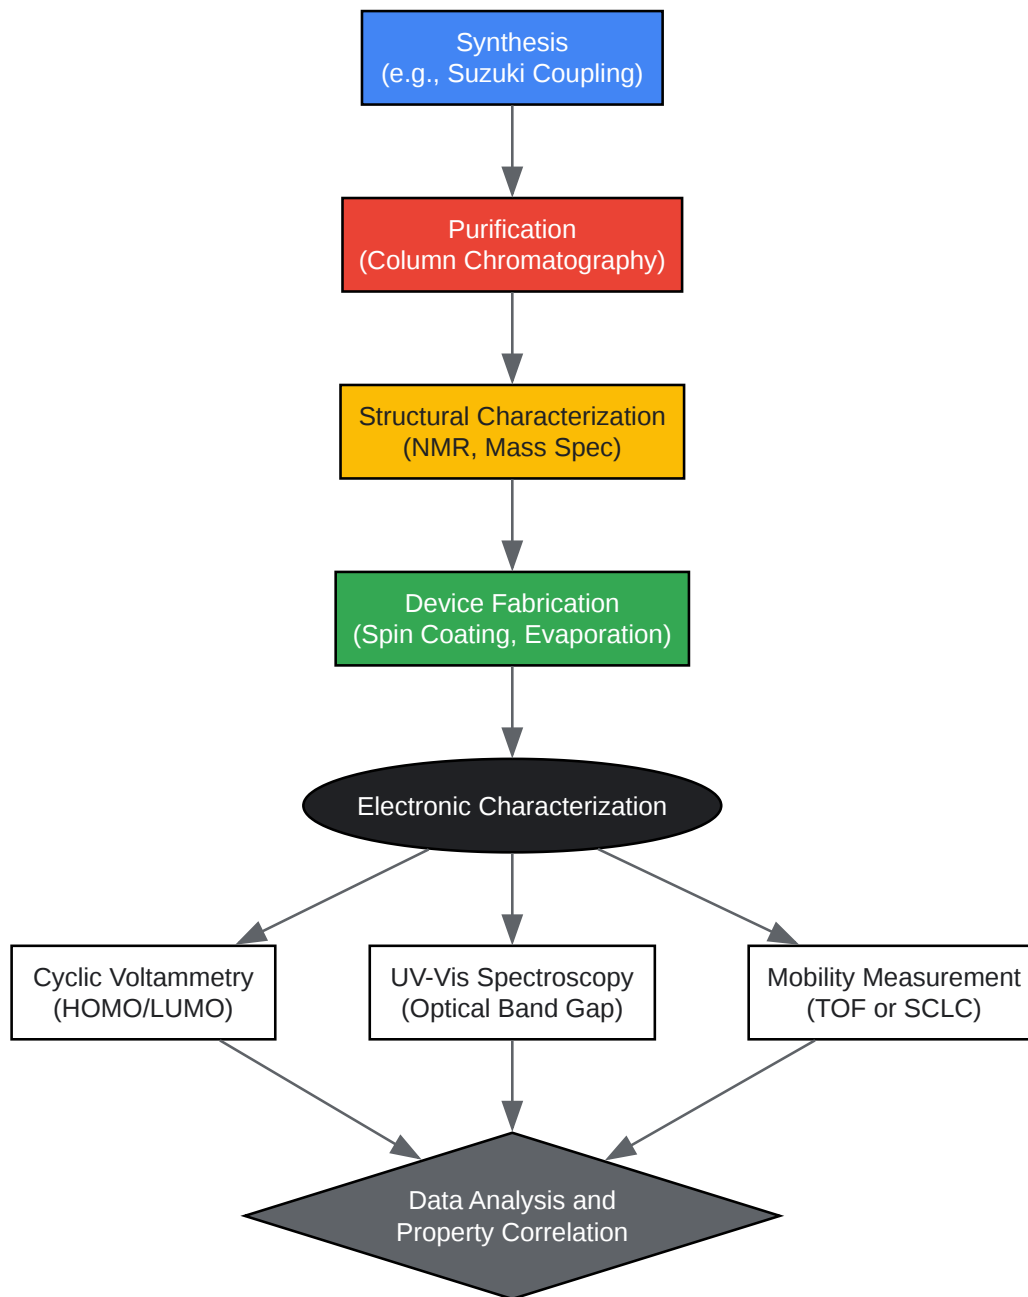 Synthesis
(e.g., Suzuki Coupling)
Purification
(Column Chromatography)
Structural Characterization
(NMR, Mass Spec)
Device Fabrication
(Spin Coating, Evaporation)
Electronic Characterization
Cyclic Voltammetry
(HOMO/LUMO)
UV-Vis Spectroscopy
(Optical Band Gap)
Mobility Measurement
(TOF or SCLC)
Data Analysis and
Property Correlation